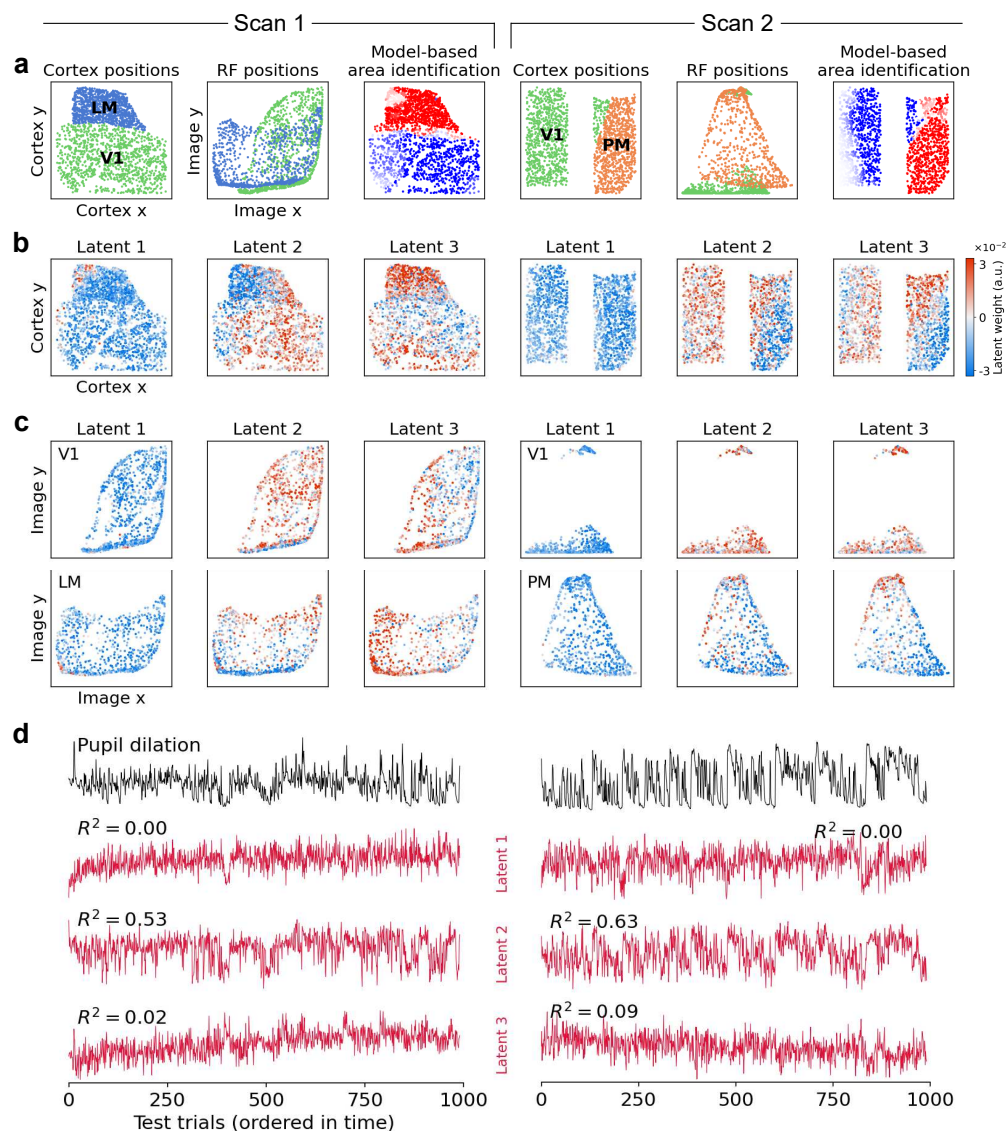 Scan 1
Scan 2
a
Cortex positions
RF positions
Model-based
area identification
Cortex positions
RF positions
Model-based
area identification
Cortex y
LM
V1
Cortex x
Image y
Image x
V1
PM
b
Latent 1
Latent 2
Latent 3
Latent 1
Latent 2
Latent 3
Cortex y
Cortex x
×10⁻²
3
0
-3
Latent weight (a.u.)
c
Latent 1
Latent 2
Latent 3
Latent 1
Latent 2
Latent 3
Image y
V1
V1
Image y
LM
PM
Image x
d
Pupil dilation
R² = 0.00
Latent 1
R² = 0.00
R² = 0.53
Latent 2
R² = 0.63
R² = 0.02
Latent 3
R² = 0.09
0 250 500 750 1000
0 250 500 750 1000
Test trials (ordered in time)